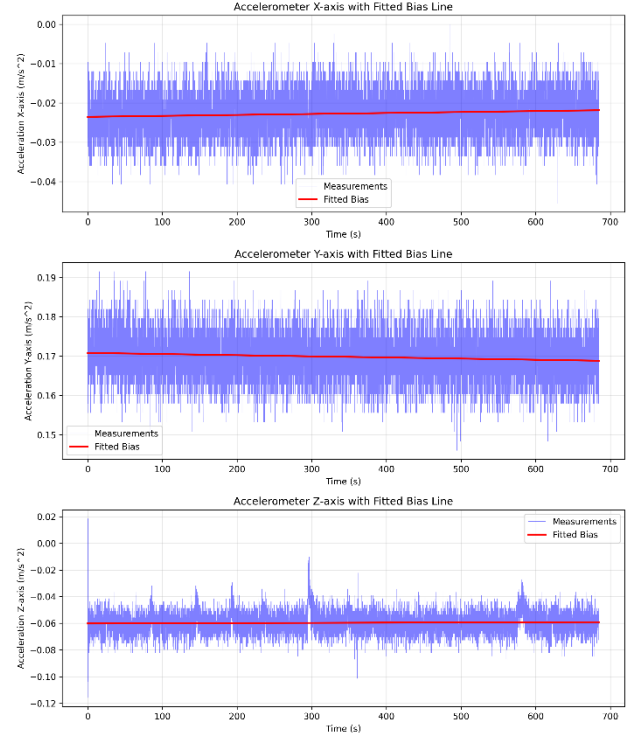 Accelerometer X-axis with Fitted Bias Line
Acceleration X-axis (m/s^2)
0.00
−0.01
−0.02
−0.03
−0.04
Measurements
Fitted Bias
0 100 200 300 400 500 600 700
Time (s)
Accelerometer Y-axis with Fitted Bias Line
Acceleration Y-axis (m/s^2)
0.19
0.18
0.17
0.16
0.15
Measurements
Fitted Bias
0 100 200 300 400 500 600 700
Time (s)
Accelerometer Z-axis with Fitted Bias Line
Acceleration Z-axis (m/s^2)
0.02
0.00
−0.02
−0.04
−0.06
−0.08
−0.10
−0.12
Measurements
Fitted Bias
0 100 200 300 400 500 600 700
Time (s)